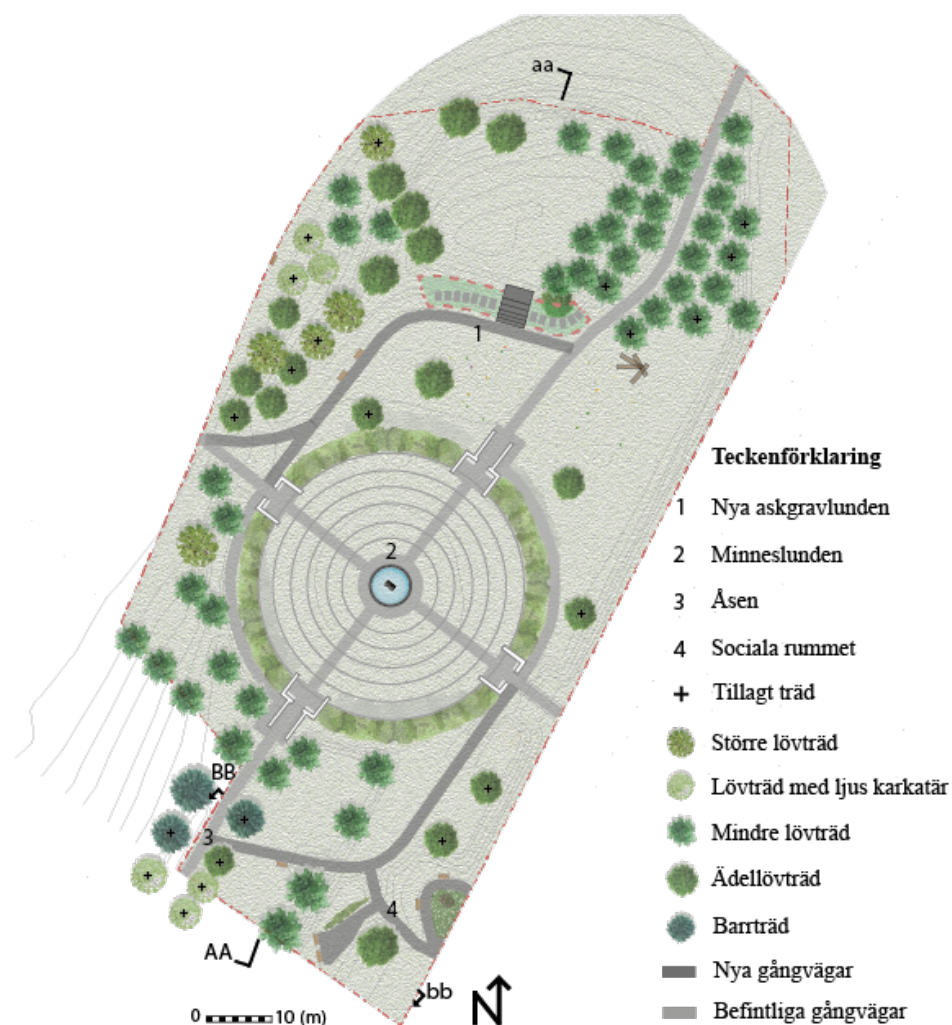 aa
1
2
BB
3
4
AA
bb
0 10 (m)
N
Teckenförklaring
1 Nya askgravlunden
2 Minneslunden
3 Åsen
4 Sociala rummet
+ Tillagt träd
Större lövträd
Lövträd med ljus karkatär
Mindre lövträd
Ädellövträd
Barrträd
Nya gångvägar
Befintliga gångvägar